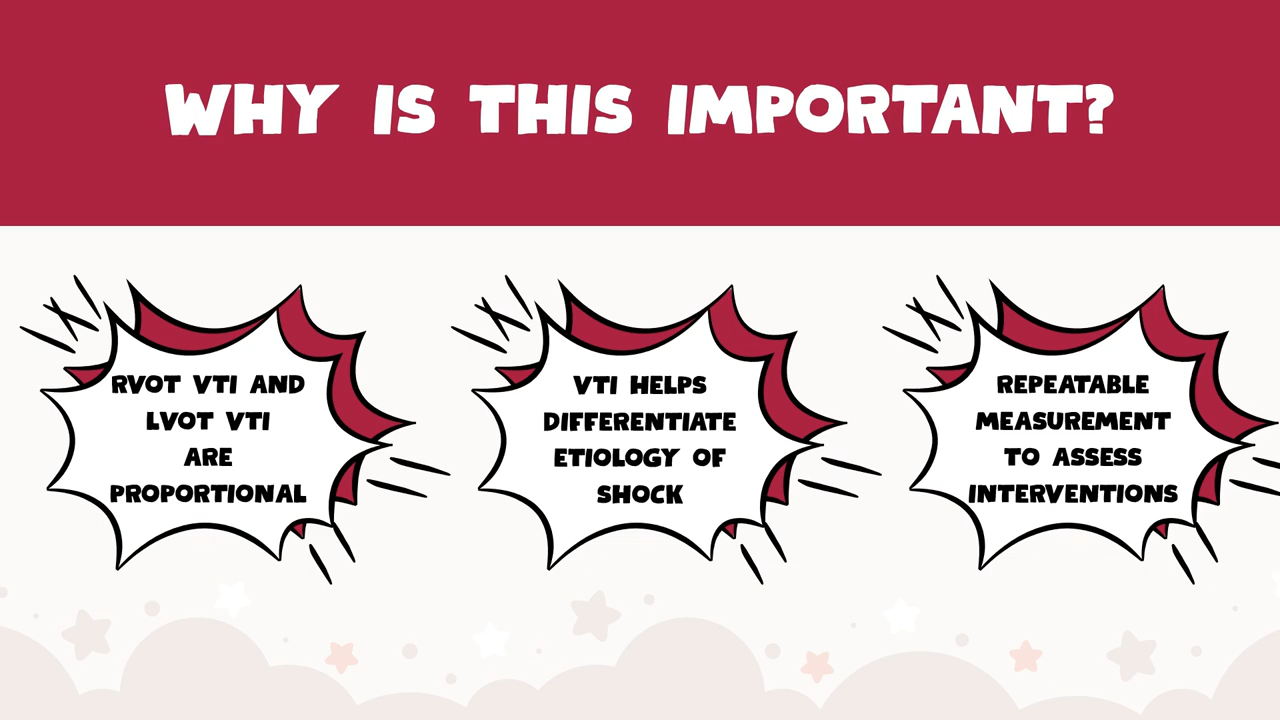 WHY IS THIS IMPORTANT?
RVOT VTI AND
LVOT VTI
ARE
PROPORTIONAL
VTI HELPS
DIFFERENTIATE
ETIOLOGY OF
SHOCK
REPEATABLE
MEASUREMENT
TO ASSESS
INTERVENTIONS